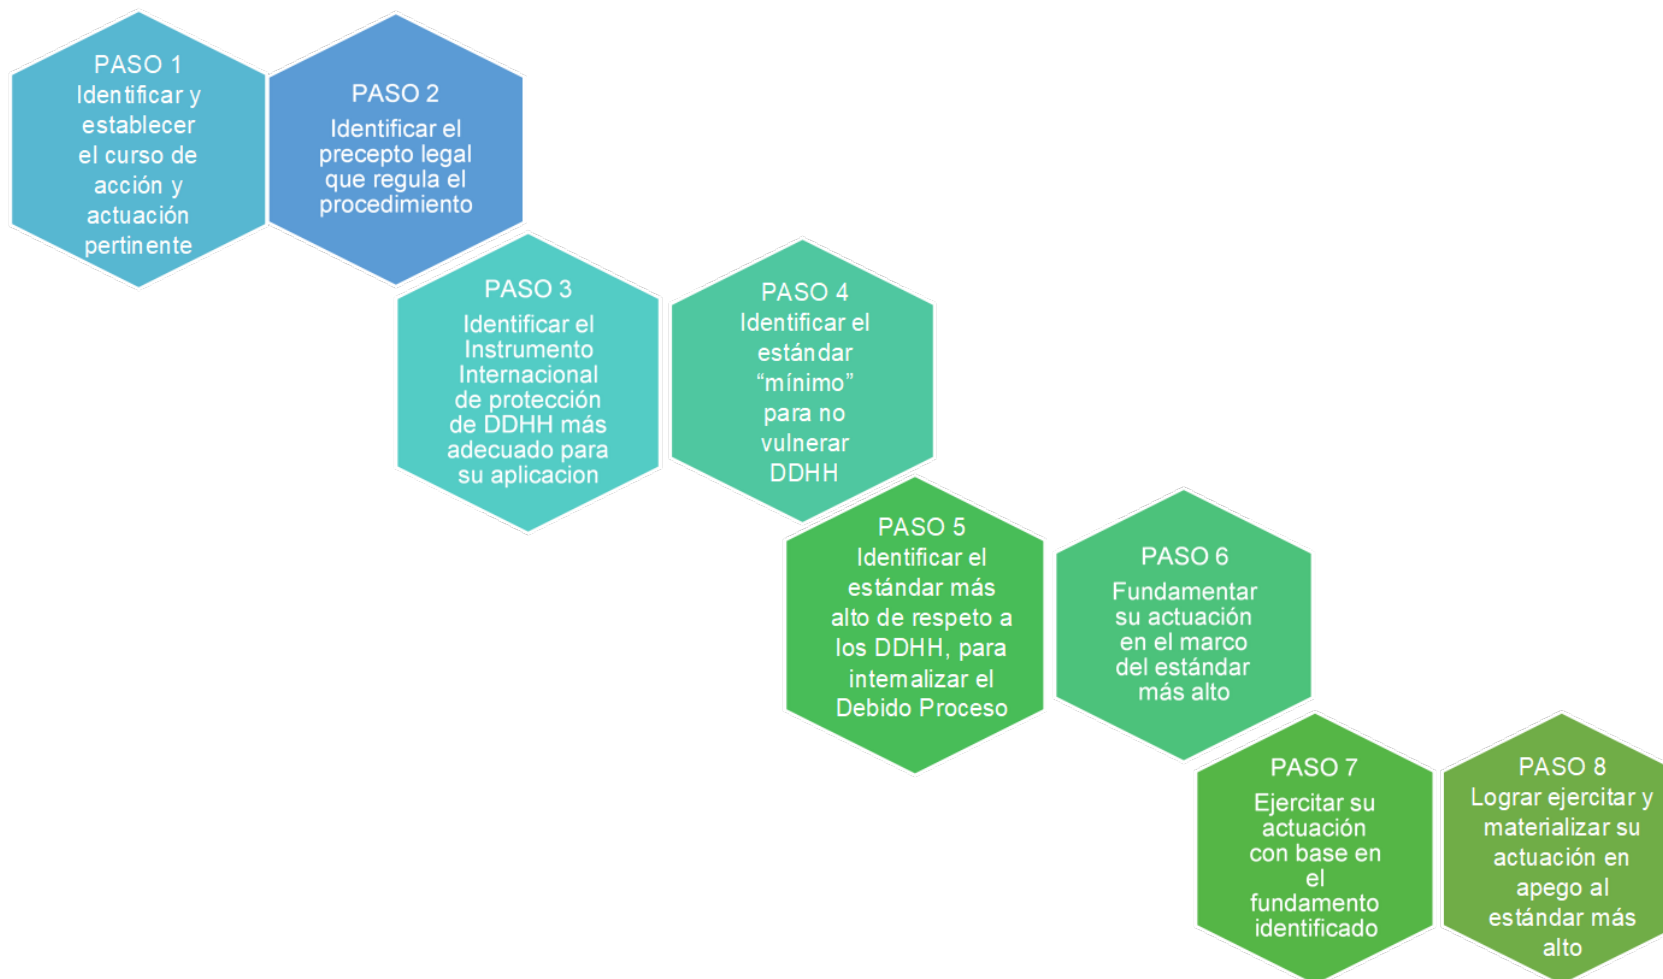 PASO 1
Identificar y
establecer
el curso de
acción y
actuación
pertinente
PASO 2
Identificar el
precepto legal
que regula el
procedimiento
PASO 3
Identificar el
Instrumento
Internacional
de protección
de DDHH más
adecuado para
su aplicacion
PASO 4
Identificar el
estándar
“mínimo”
para no
vulnerar
DDHH
PASO 5
Identificar el
estándar más
alto de respeto a
los DDHH, para
internalizar el
Debido Proceso
PASO 6
Fundamentar
su actuación
en el marco
del estándar
más alto
PASO 7
Ejercitar su
actuación
con base en
el
fundamento
identificado
PASO 8
Lograr ejercitar y
materializar su
actuación en
apego al
estándar más
alto